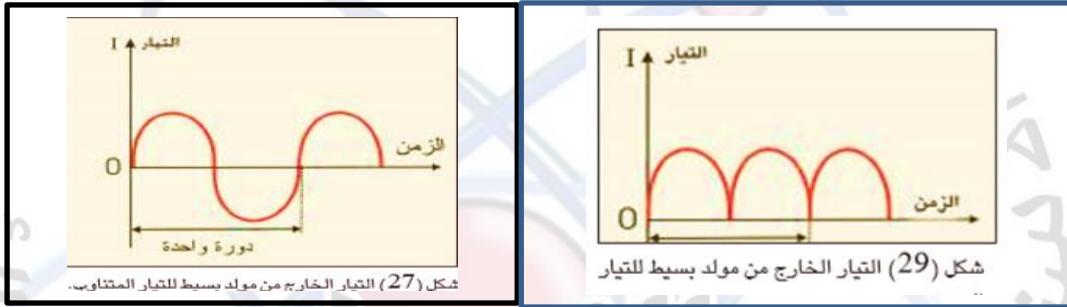 I التيار
الزمن
0
دورة واحدة
شكل (27) التيار الخارج من مولد بسيط للتيار المتناوب.
I التيار
الزمن
0
شكل (29) التيار الخارج من مولد بسيط للتيار